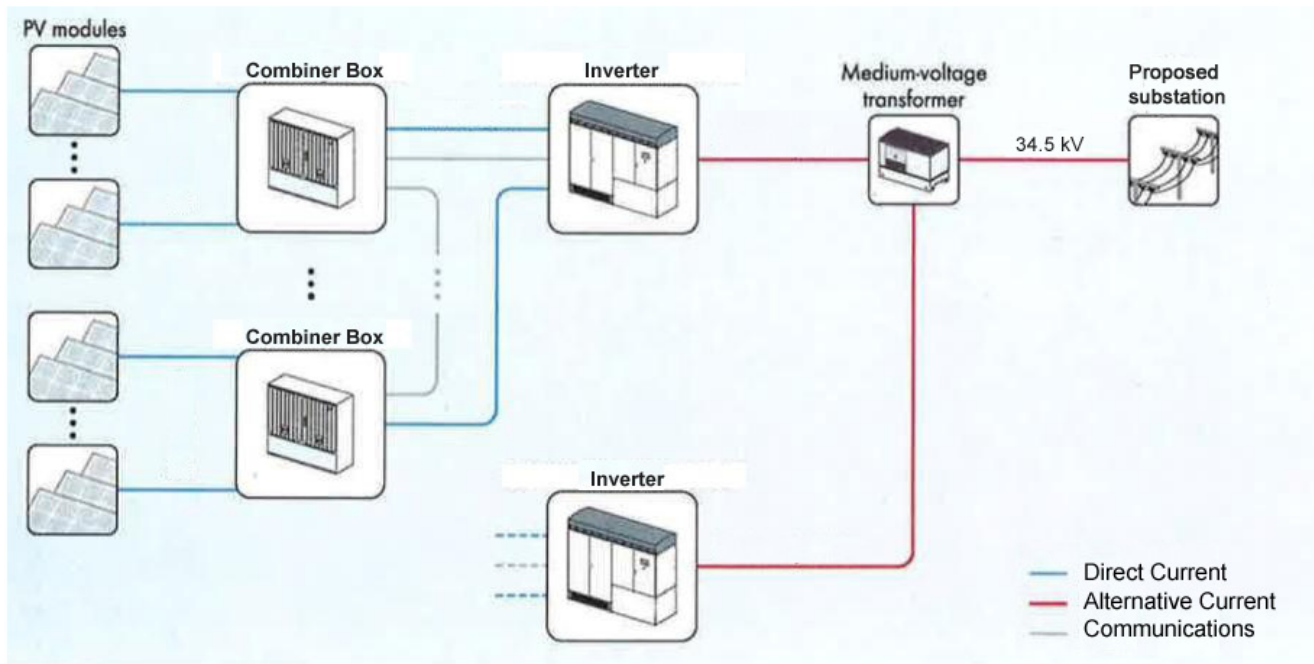 PV modules
Combiner Box
Inverter
Medium-voltage
transformer
Proposed
substation
34.5 kV
Combiner Box
Inverter
Direct Current
Alternative Current
Communications